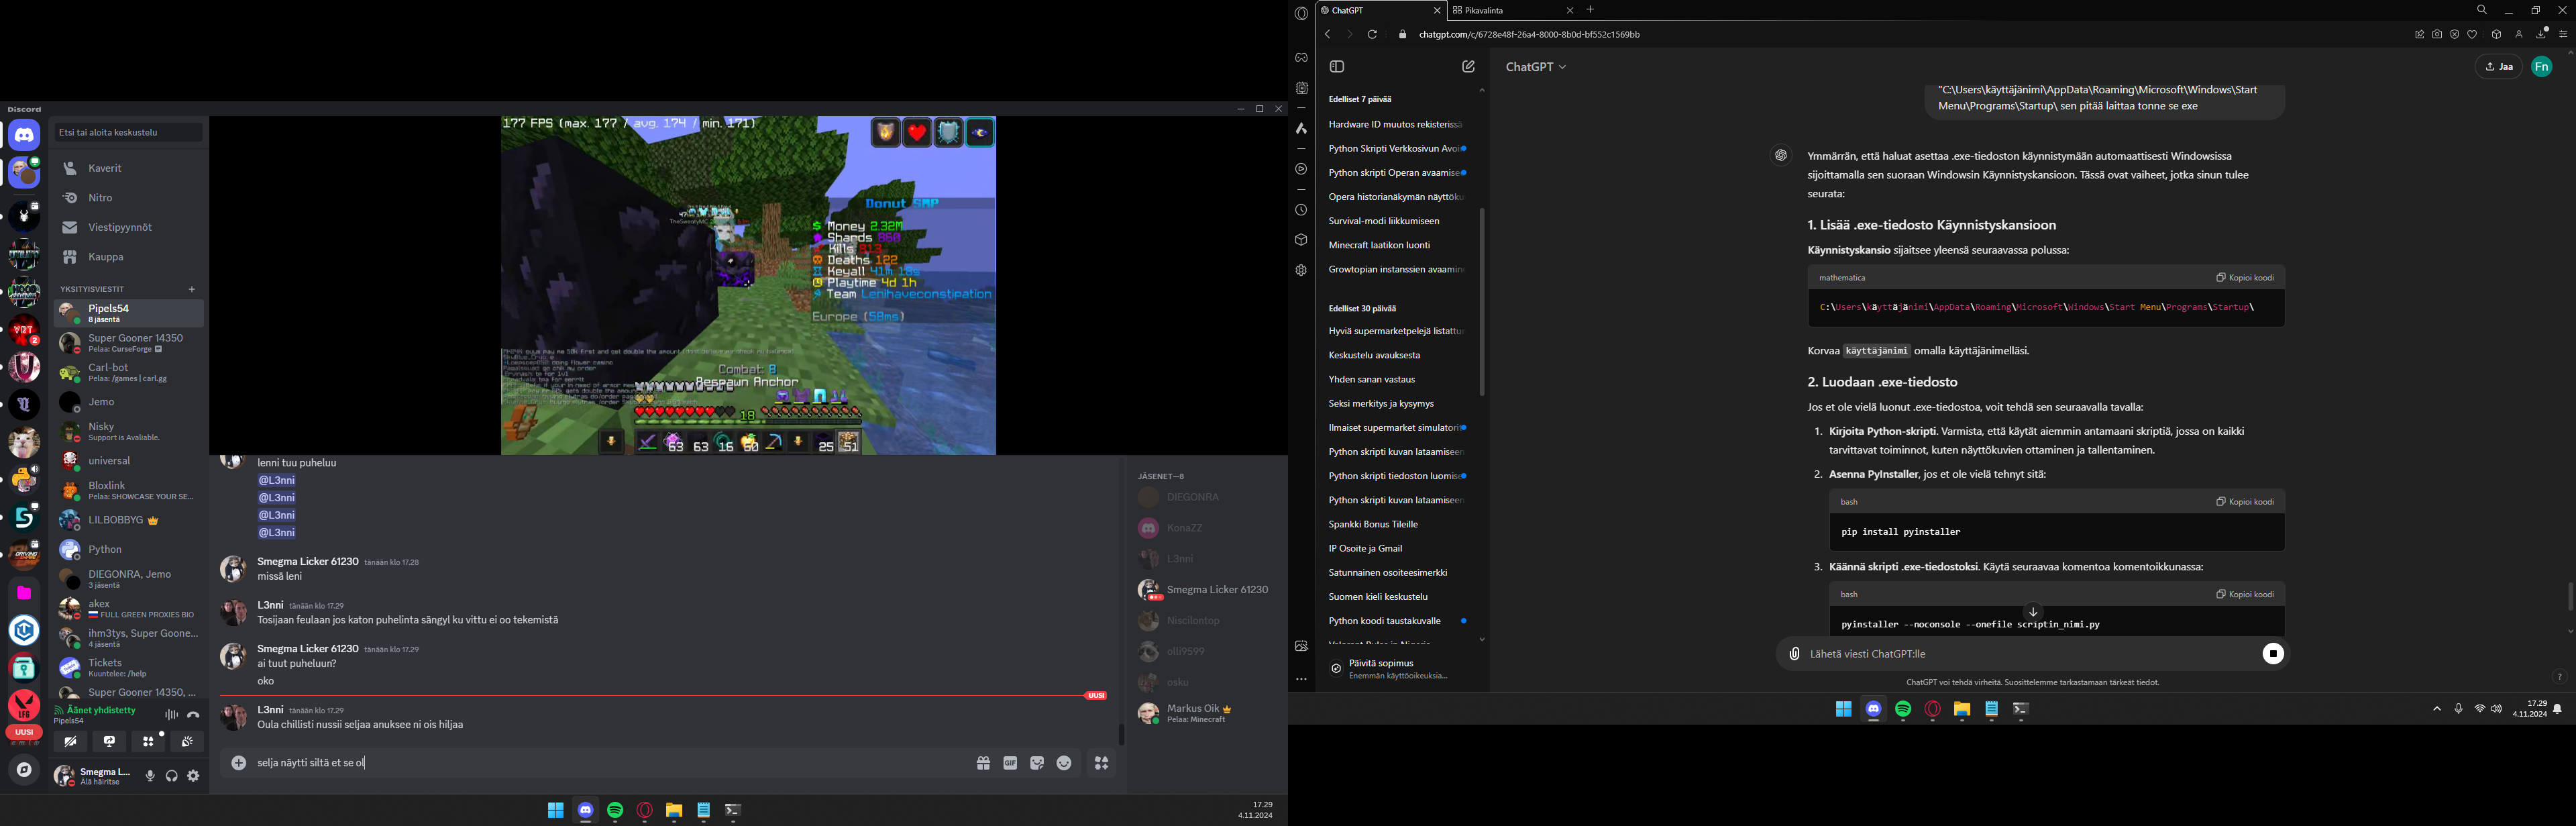 Discord
Etsi tai aloita keskustelu
Kaverit
Nitro
Viestipyynnöt
Kauppa
YKSITYISVIESTIT
Pipels54
8 jäsentä
Super Gooner 14350
Pelaa: CurseForge
Carl-bot
Pelaa: /games | carl.gg
Jemo
Nisky
Support is Avaliable.
universal
Bloxlink
Pelaa: SHOWCASE YOUR SE...
LILBOBBYG
Python
DIEGONRA, Jemo
3 jäsentä
akex
FULL GREEN PROXIES BIO
ihm3tys, Super Goone...
4 jäsentä
Tickets
Kuuntelee: /help
Super Gooner 14350, ...
Äänet yhdistetty
Pipels54
Smegma L...
Älä häiritse
2
LFG
UUSI
177 FPS (max. 177 / avg. 174 / min. 171)
TheSweatyMC
Donut SMP
$ Money 2.32M
Shards 860
Kills 813
Deaths 122
Keyall 41m 18s
Playtime 4d 1h
Team Lenihaveconstipation
Europe (58ms)
Combat: 8
Respawn Anchor
18
63
63
16
60
25
51
lenni tuu puheluu
@L3nni
@L3nni
@L3nni
@L3nni
Smegma Licker 61230 tänään klo 17.28
missä leni
L3nni tänään klo 17.29
Tosijaan feulaan jos katon puhelinta sängyl ku vittu ei oo tekemistä
Smegma Licker 61230 tänään klo 17.29
ai tuut puheluun?
oko
UUSI
L3nni tänään klo 17.29
Oula chillisti nussii seljaa anuksee ni ois hiljaa
selja näytti siltä et se ol
GIF
JÄSENET—8
DIEGONRA
KonaZZ
L3nni
Smegma Licker 61230
Niscilontop
olli9599
osku
Markus Oik
Pelaa: Minecraft
17.29
4.11.2024
ChatGPT
Pikavalinta
chatgpt.com/c/6728e48f-26a4-8000-8b0d-bf552c1569bb
ChatGPT
Jaa
Fn
Edelliset 7 päivää
Hardware ID muutos rekisterissä
Python Skripti Verkkosivun Avoi
Python skripti Operan avaamise
Opera historianäkymän näyttöku
Survival-modi liikkumiseen
Minecraft laatikon luonti
Growtopian instanssien avaamin
Edelliset 30 päivää
Hyviä supermarketpelejä listattu
Keskustelu avauksesta
Yhden sanan vastaus
Seksi merkitys ja kysymys
Ilmaiset supermarket simulatori
Python skripti kuvan lataamiseen
Python skripti tiedoston luomise
Python skripti kuvan lataamiseen
Spankki Bonus Tileille
IP Osoite ja Gmail
Satunnainen osoiteesimerkki
Suomen kieli keskustelu
Python koodi taustakuvalle
Päivitä sopimus
Enemmän käyttöoikeuksia...
"C:\Users\käyttäjänimi\AppData\Roaming\Microsoft\Windows\Start
Menu\Programs\Startup\ sen pitää laittaa tonne se exe
Ymmärrän, että haluat asettaa .exe-tiedoston käynnistymään automaattisesti Windowsissa
sijoittamalla sen suoraan Windowsin Käynnistyskansioon. Tässä ovat vaiheet, jotka sinun tulee
seurata:
1. Lisää .exe-tiedosto Käynnistyskansioon
Käynnistyskansio sijaitsee yleensä seuraavassa polussa:
mathematica
Kopioi koodi
C:\Users\käyttäjänimi\AppData\Roaming\Microsoft\Windows\Start Menu\Programs\Startup\
Korvaa käyttäjänimi omalla käyttäjänimelläsi.
2. Luodaan .exe-tiedosto
Jos et ole vielä luonut .exe-tiedostoa, voit tehdä sen seuraavalla tavalla:
1. Kirjoita Python-skripti. Varmista, että käytät aiemmin antamaani skriptiä, jossa on kaikki
tarvittavat toiminnot, kuten näyttökuvien ottaminen ja tallentaminen.
2. Asenna PyInstaller, jos et ole vielä tehnyt sitä:
bash
Kopioi koodi
pip install pyinstaller
3. Käännä skripti .exe-tiedostoksi. Käytä seuraavaa komentoa komentoikkunassa:
bash
Kopioi koodi
pyinstaller --noconsole --onefile scriptin_nimi.py
Lähetä viesti ChatGPT:lle
ChatGPT voi tehdä virheitä. Suosittelemme tarkastamaan tärkeät tiedot.
?
17.29
4.11.2024